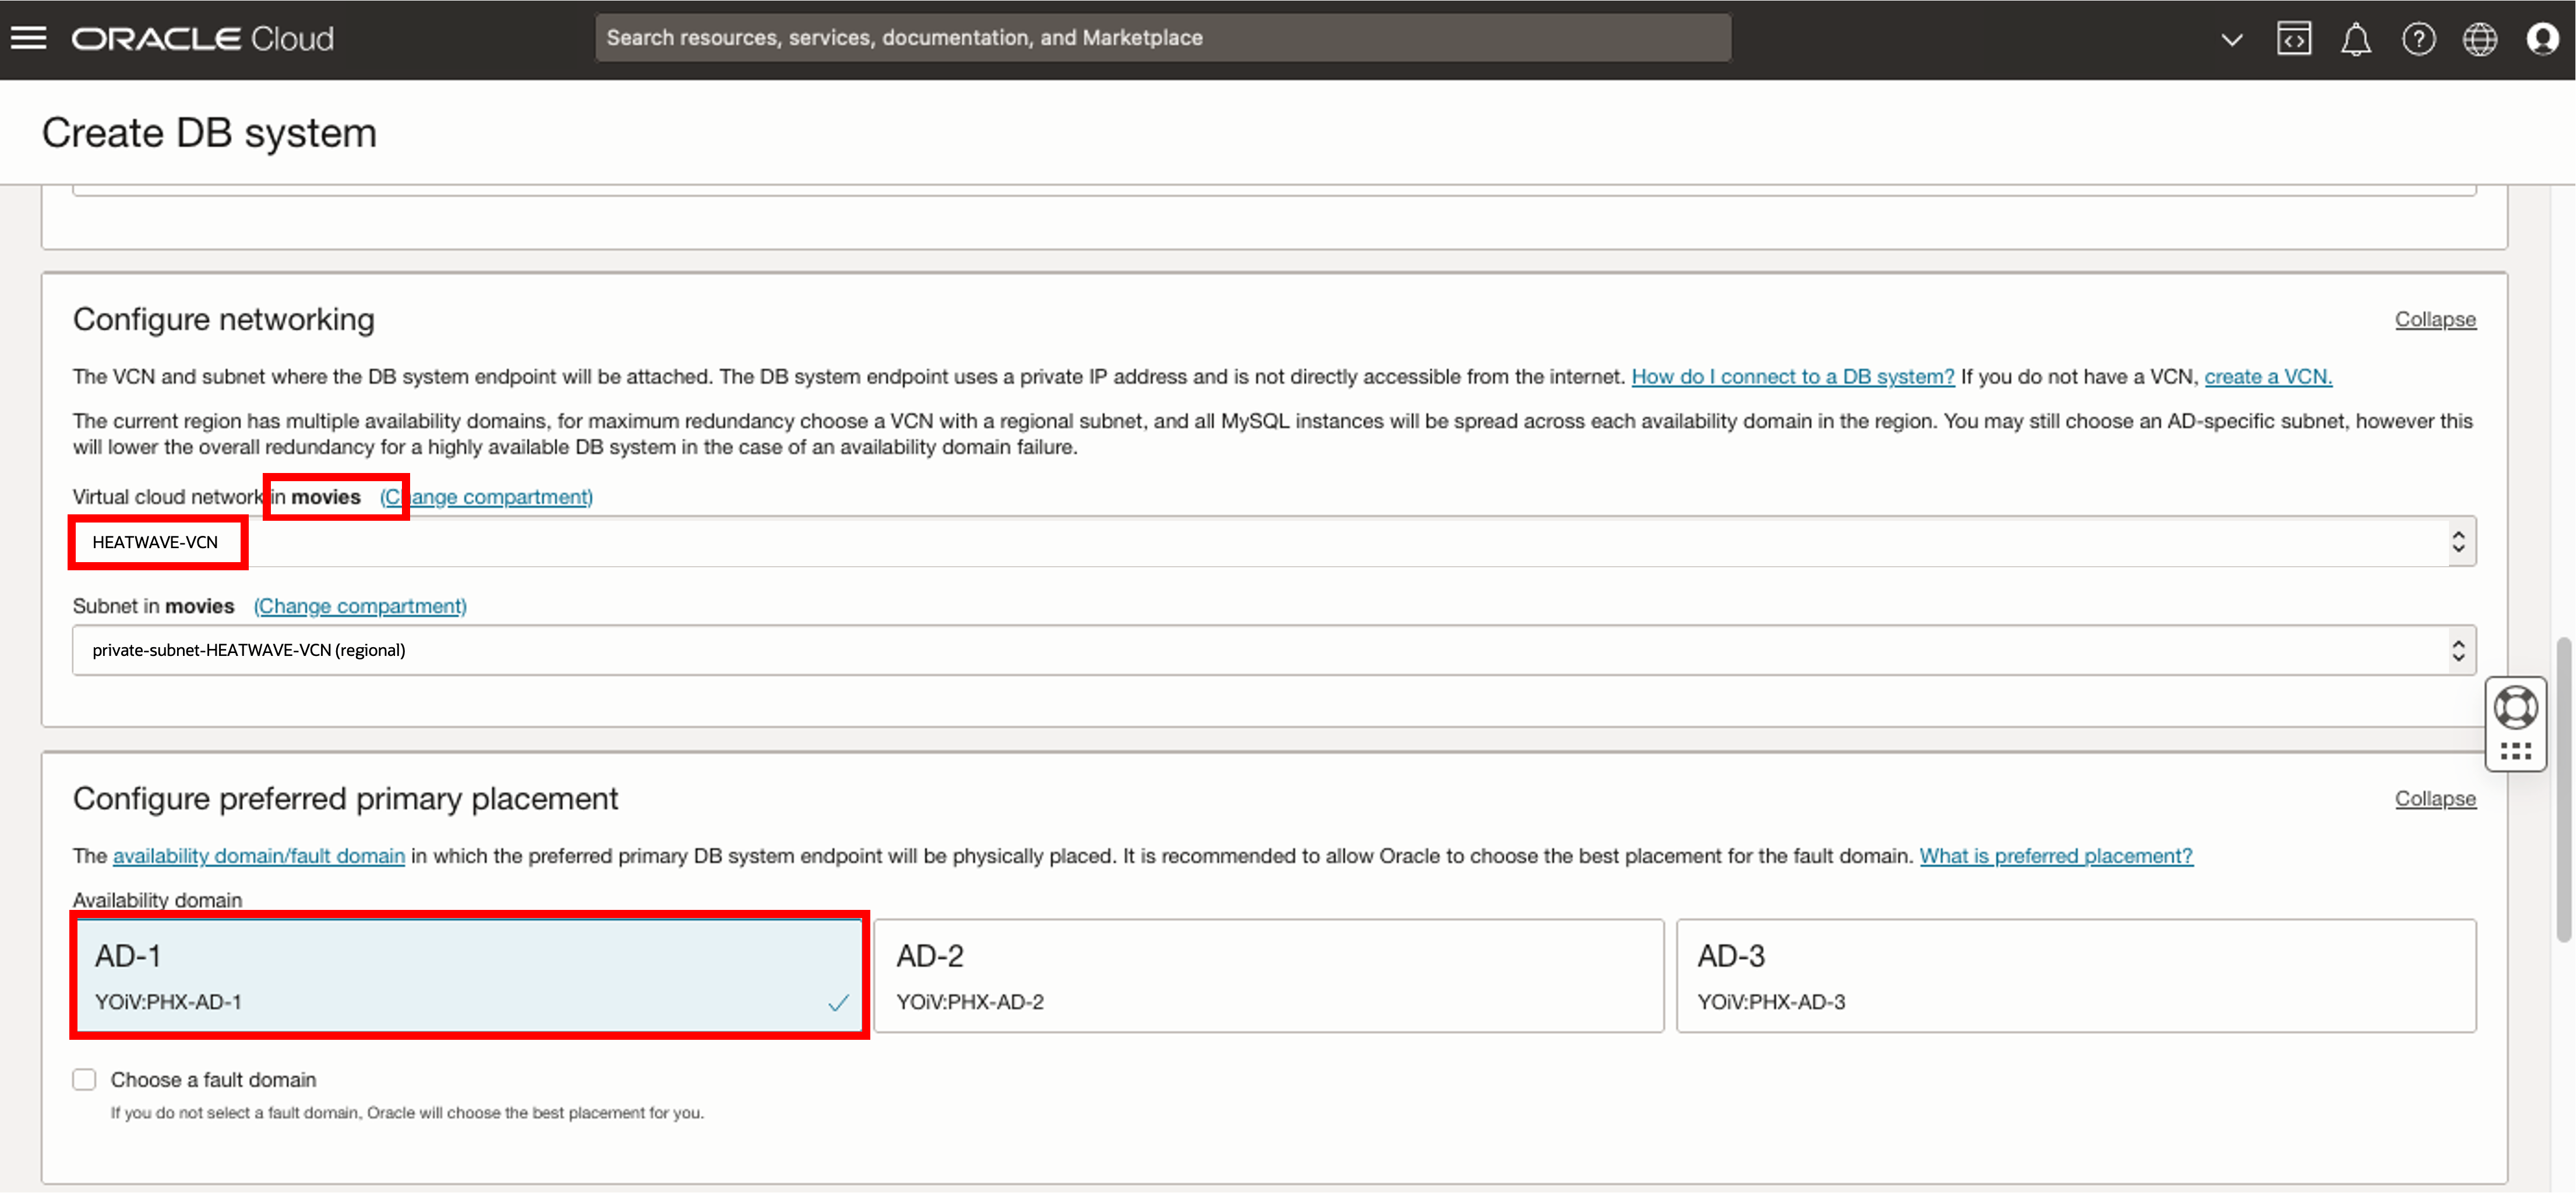 ORACLE Cloud
Search resources, services, documentation, and Marketplace
Create DB system
Configure networking
Collapse
The VCN and subnet where the DB system endpoint will be attached. The DB system endpoint uses a private IP address and is not directly accessible from the internet. How do I connect to a DB system? If you do not have a VCN, create a VCN.
The current region has multiple availability domains, for maximum redundancy choose a VCN with a regional subnet, and all MySQL instances will be spread across each availability domain in the region. You may still choose an AD-specific subnet, however this
will lower the overall redundancy for a highly available DB system in the case of an availability domain failure.
Virtual cloud network in movies (Change compartment)
HEATWAVE-VCN
Subnet in movies (Change compartment)
private-subnet-HEATWAVE-VCN (regional)
Configure preferred primary placement
Collapse
The availability domain/fault domain in which the preferred primary DB system endpoint will be physically placed. It is recommended to allow Oracle to choose the best placement for the fault domain. What is preferred placement?
Availability domain
AD-1
YOiV:PHX-AD-1
AD-2
YOiV:PHX-AD-2
AD-3
YOiV:PHX-AD-3
Choose a fault domain
If you do not select a fault domain, Oracle will choose the best placement for you.